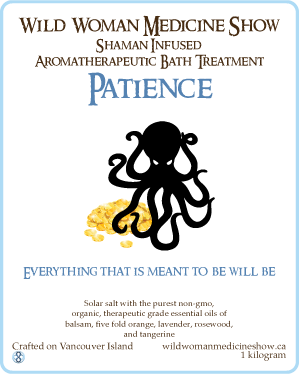 Wild Woman Medicine Show
Shaman Infused
Aromatherapeutic Bath Treatment
Patience
Everything that is meant to be will be
Solar salt with the purest non-gmo,
organic, therapeutic grade essential oils of
balsam, five fold orange, lavender, rosewood,
and tangerine
Crafted on Vancouver Island wildwomanmedicineshow.ca
1 kilogram